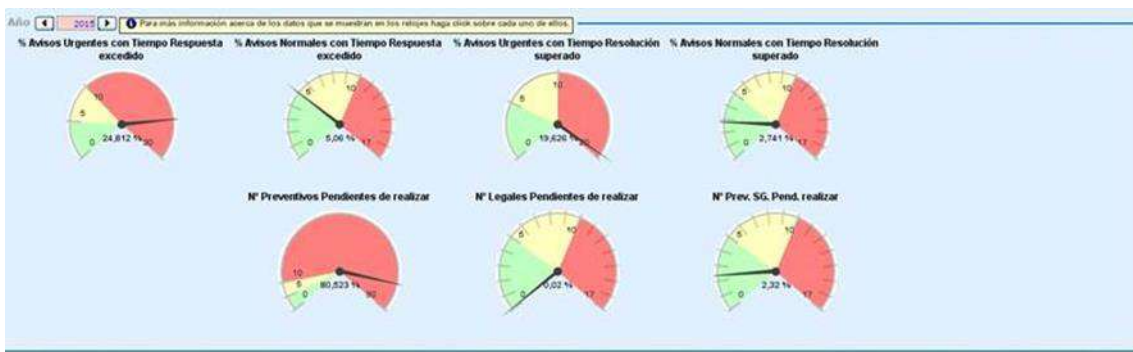 Año 2015 Para más información acerca de los datos que se muestran en los relojes haga click sobre cada uno de ellos.
% Avisos Urgentes con Tiempo Respuesta excedido
0 5 10 20
24,812 %
% Avisos Normales con Tiempo Respuesta excedido
0 5 10 17
5,06 %
% Avisos Urgentes con Tiempo Resolución superado
0 5 10 20
19,626 %
% Avisos Normales con Tiempo Resolución superado
0 5 10 17
2,741 %
Nº Preventivos Pendientes de realizar
0 10
80,523 %
Nº Legales Pendientes de realizar
0 5 10 17
0,02 %
Nº Prev. SG. Pend. realizar
0 5 10 17
2,32 %